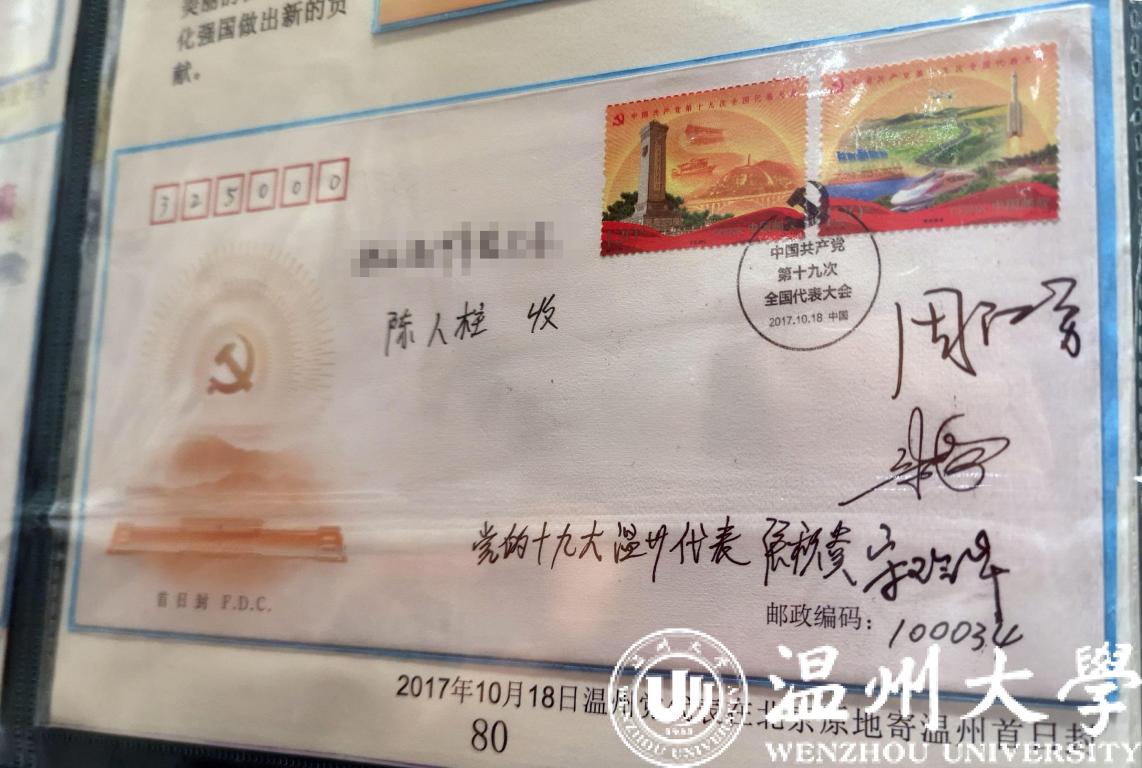 化强国做出新的贡
献。
中国共产党第十九次全国代表大会
中国共产党第十九次全国代表大会
325000
陈人柱 收
中国共产党
第十九次
全国代表大会
2017.10.18 中国
党的十九大温州代表
首日封 F.D.C.
邮政编码：100034
2017年10月18日温州党代表在北京原地寄温州首日封
80
温州大學
WENZHOU UNIVERSITY